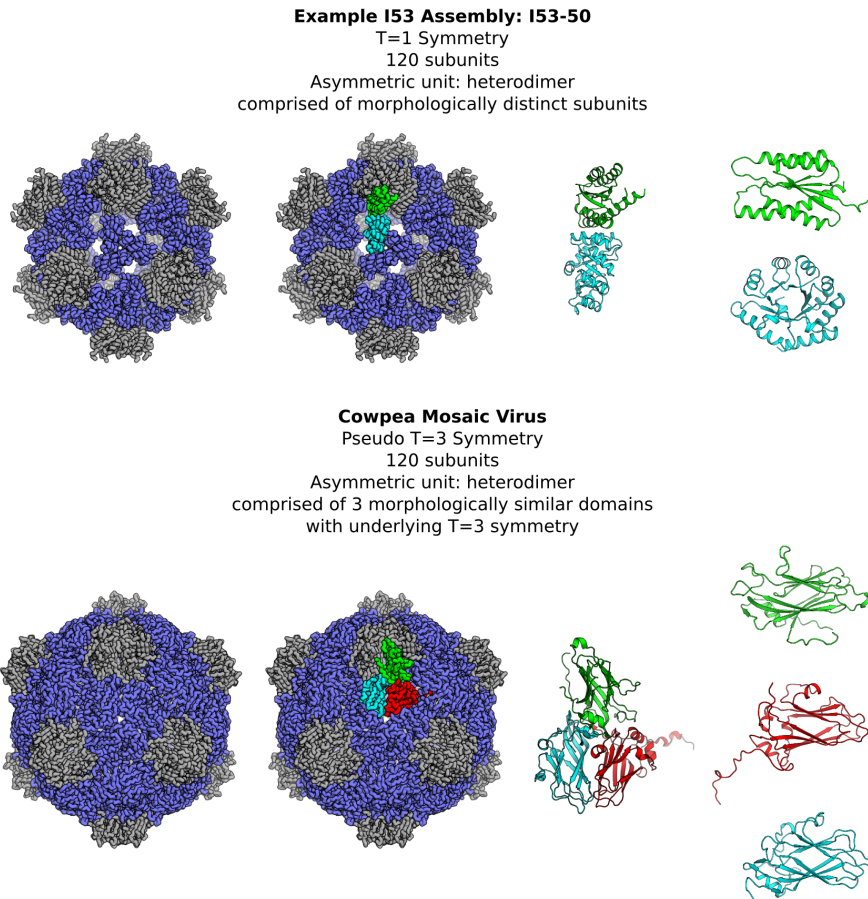 Example I53 Assembly: I53-50
T=1 Symmetry
120 subunits
Asymmetric unit: heterodimer
comprised of morphologically distinct subunits
Cowpea Mosaic Virus
Pseudo T=3 Symmetry
120 subunits
Asymmetric unit: heterodimer
comprised of 3 morphologically similar domains
with underlying T=3 symmetry